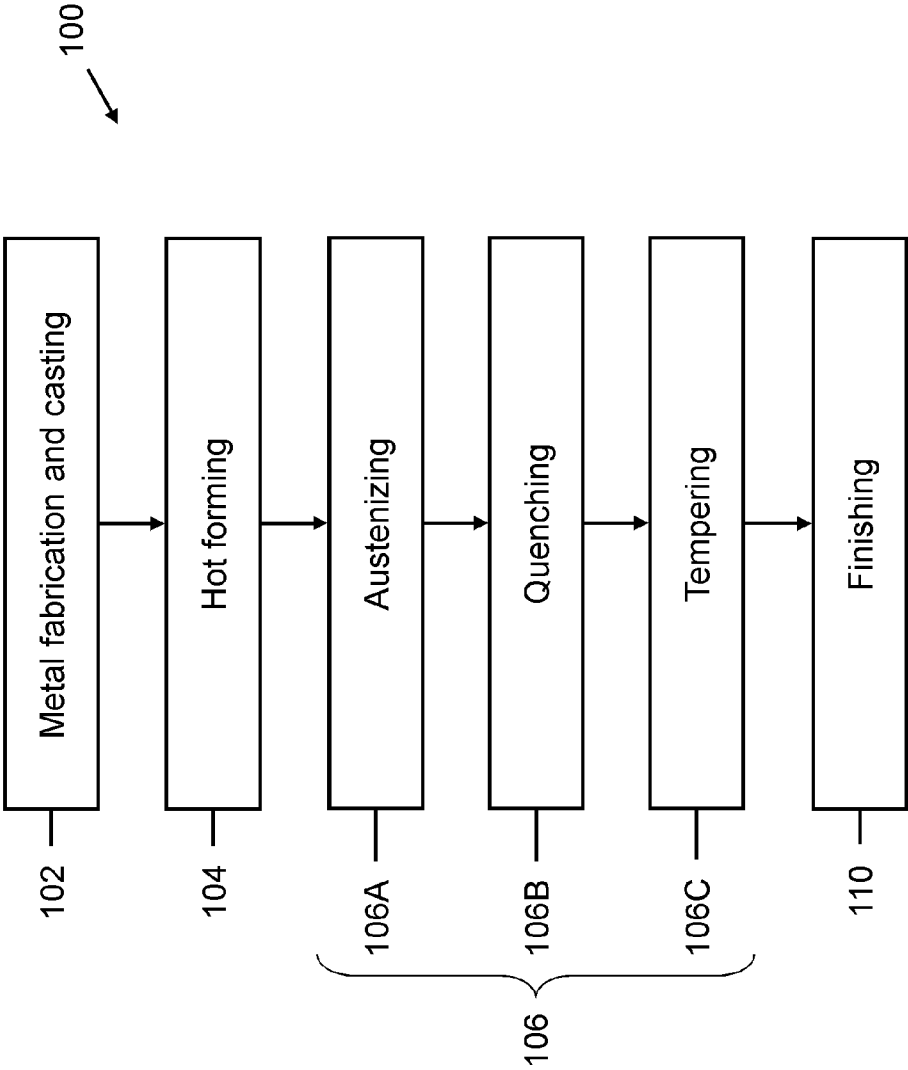 100
102
Metal fabrication and casting
104
Hot forming
106
106A
Austenizing
106B
Quenching
106C
Tempering
110
Finishing